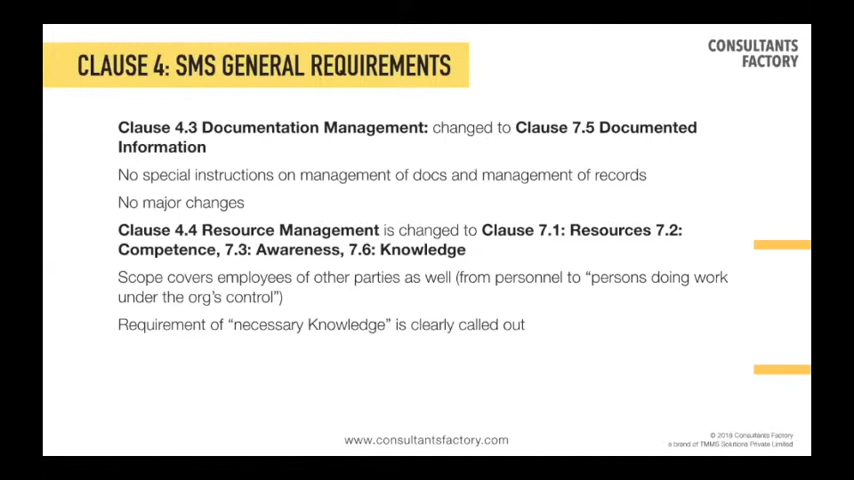 CLAUSE 4: SMS GENERAL REQUIREMENTS
CONSULTANTS
FACTORY
Clause 4.3 Documentation Management: changed to Clause 7.5 Documented
Information
No special instructions on management of docs and management of records
No major changes
Clause 4.4 Resource Management is changed to Clause 7.1: Resources 7.2:
Competence, 7.3: Awareness, 7.6: Knowledge
Scope covers employees of other parties as well (from personnel to “persons doing work
under the org’s control”)
Requirement of “necessary Knowledge” is clearly called out
www.consultantsfactory.com
© 2018 Consultants Factory
a brand of TMMS Solutions Private Limited